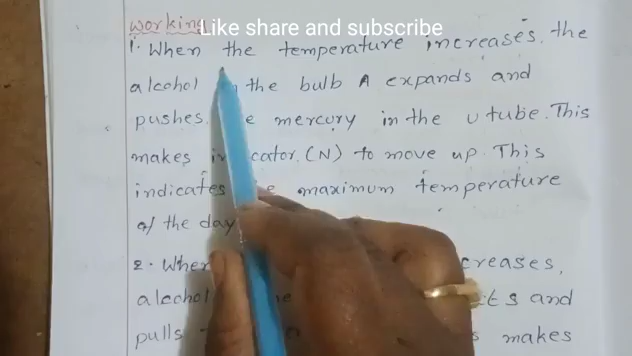 Working
Like share and subscribe
1. When the temperature increases. the
alcohol the bulb A expands and
pushes. mercury in the U tube. This
makes (N) to move up. This
indicates maximum temperature
of the day
2. When creases,
alcohol and
pulls makes